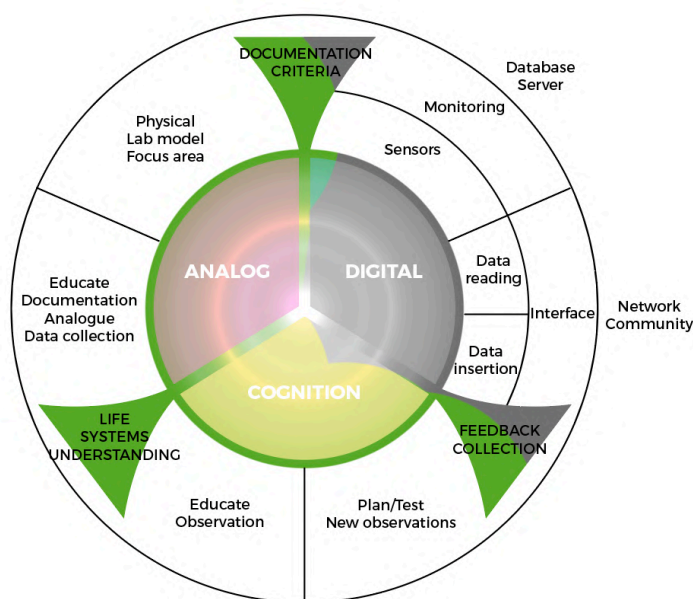 DOCUMENTATION
CRITERIA
Database
Server
Monitoring
Physical
Lab model
Focus area
Sensors
ANALOG
DIGITAL
Data
reading
Educate
Documentation
Analogue
Data collection
Interface
Network
Community
Data
insertion
COGNITION
LIFE
SYSTEMS
UNDERSTANDING
FEEDBACK
COLLECTION
Educate
Observation
Plan/Test
New observations